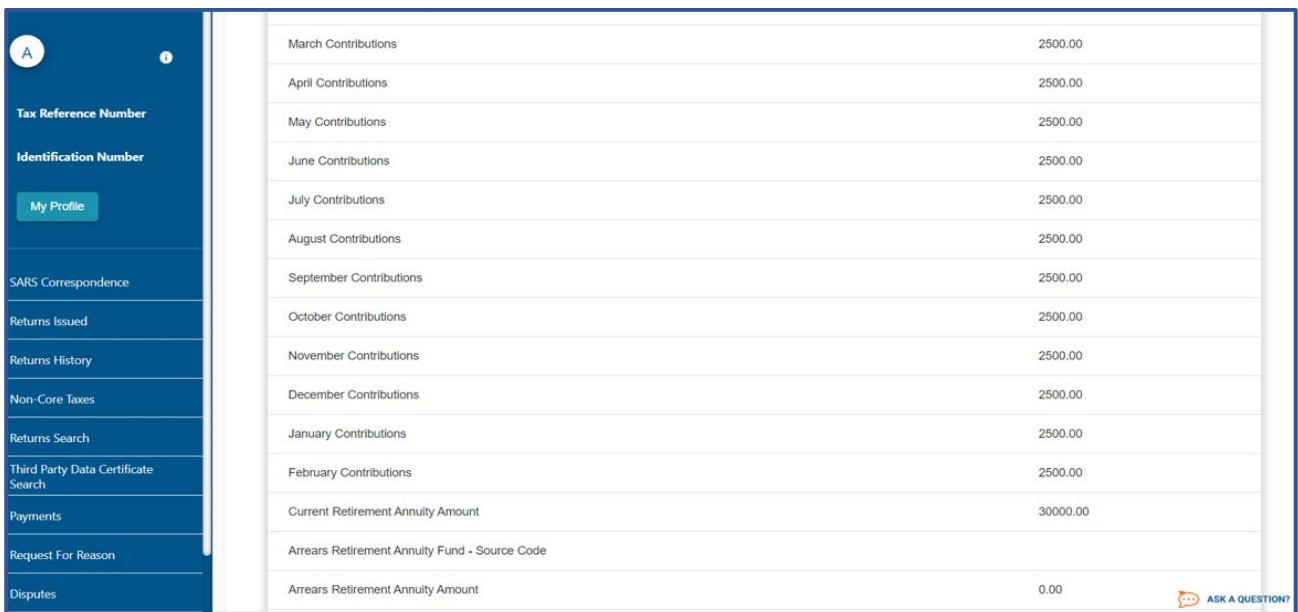 A
i
Tax Reference Number
Identification Number
My Profile
SARS Correspondence
Returns Issued
Returns History
Non-Core Taxes
Returns Search
Third Party Data Certificate
Search
Payments
Request For Reason
Disputes
March Contributions 2500.00
April Contributions 2500.00
May Contributions 2500.00
June Contributions 2500.00
July Contributions 2500.00
August Contributions 2500.00
September Contributions 2500.00
October Contributions 2500.00
November Contributions 2500.00
December Contributions 2500.00
January Contributions 2500.00
February Contributions 2500.00
Current Retirement Annuity Amount 30000.00
Arrears Retirement Annuity Fund - Source Code
Arrears Retirement Annuity Amount 0.00
ASK A QUESTION?